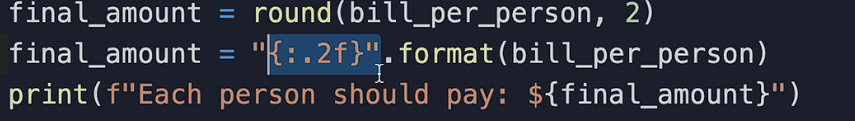 final_amount = round(bill_per_person, 2)
final_amount = "{:.2f}".format(bill_per_person)
print(f"Each person should pay: ${final_amount}")